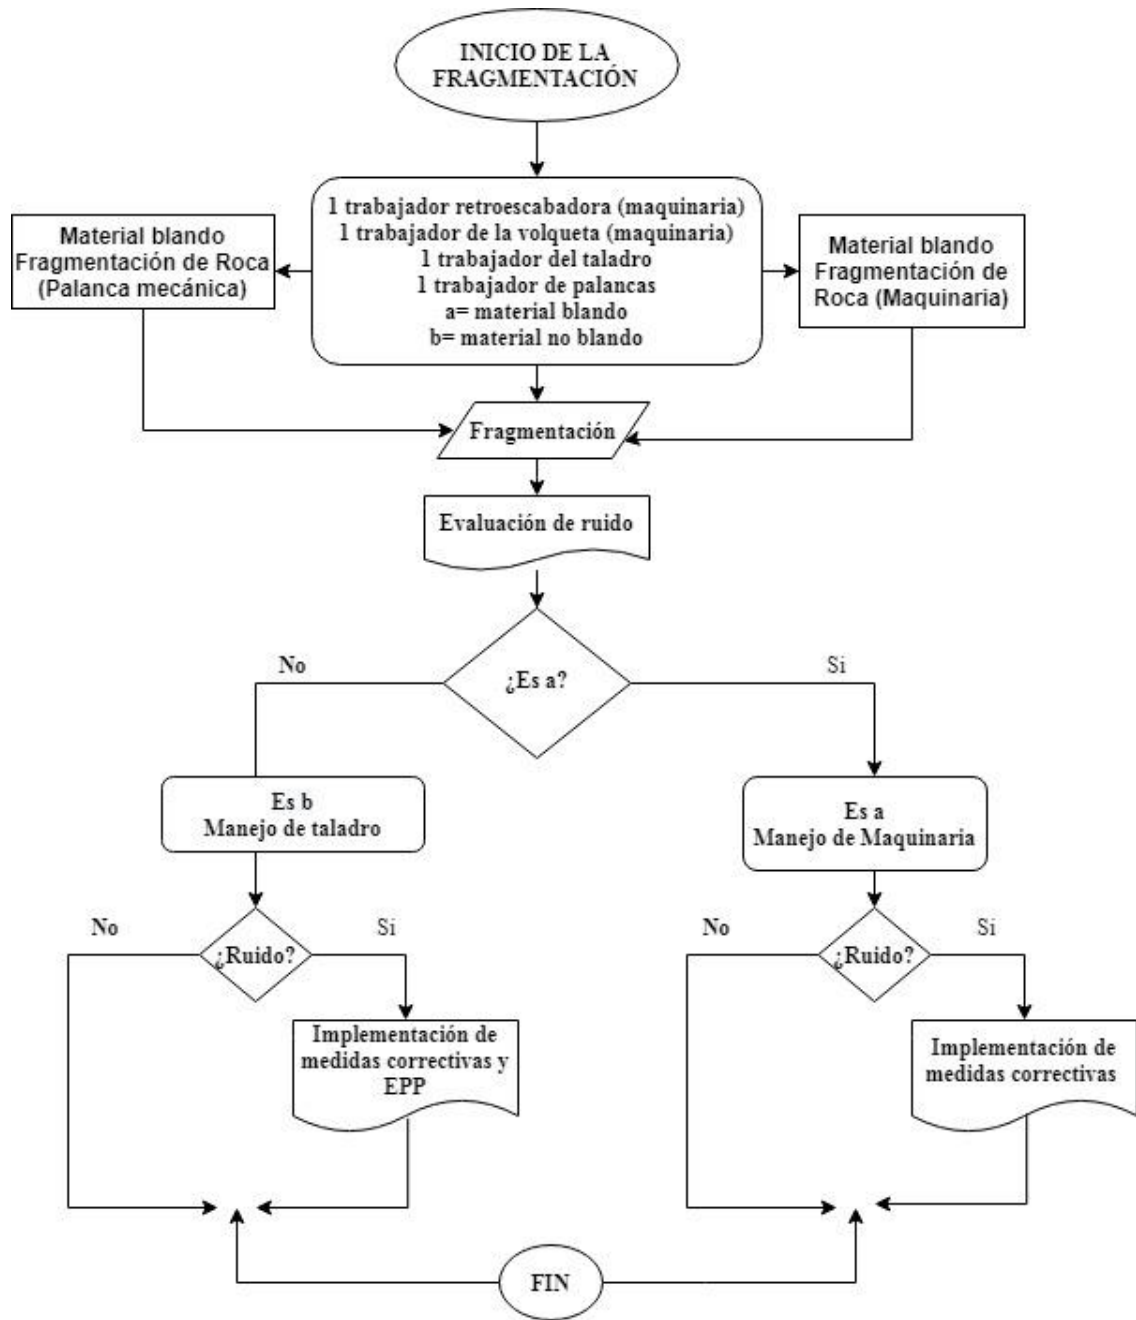 INICIO DE LA
FRAGMENTACIÓN
1 trabajador retroescabadora (maquinaria)
1 trabajador de la volqueta (maquinaria)
1 trabajador del taladro
1 trabajador de palancas
a= material blando
b= material no blando
Material blando
Fragmentación de Roca
(Palanca mecánica)
Material blando
Fragmentación de
Roca (Maquinaria)
Fragmentación
Evaluación de ruido
¿Es a?
No
Si
Es b
Manejo de taladro
Es a
Manejo de Maquinaria
No
¿Ruido?
Si
No
¿Ruido?
Si
Implementación de
medidas correctivas y
EPP
Implementación de
medidas correctivas
FIN